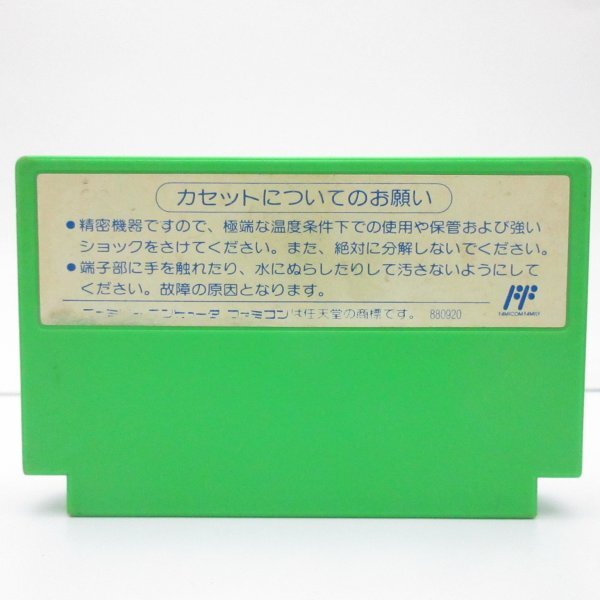 カセットについてのお願い
●精密機器ですので、極端な温度条件下での使用や保管および強い
ショックをさけてください。また、絶対に分解しないでください。
●端子部に手を触れたり、水にぬらしたりして汚さないようにして
ください。故障の原因となります。
ファミコンは任天堂の商標です。 880920
FAMICOM FAMILY